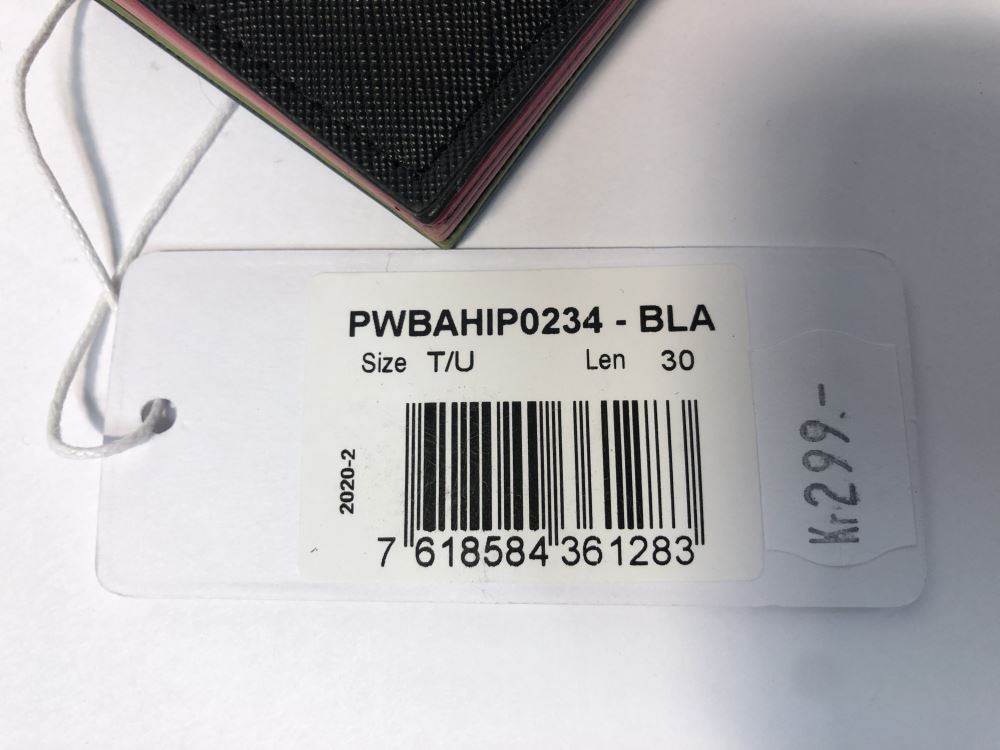 PWBAHIP0234 - BLA
Size T/U Len 30
2020-2
7 618584 361283
Kr299.-